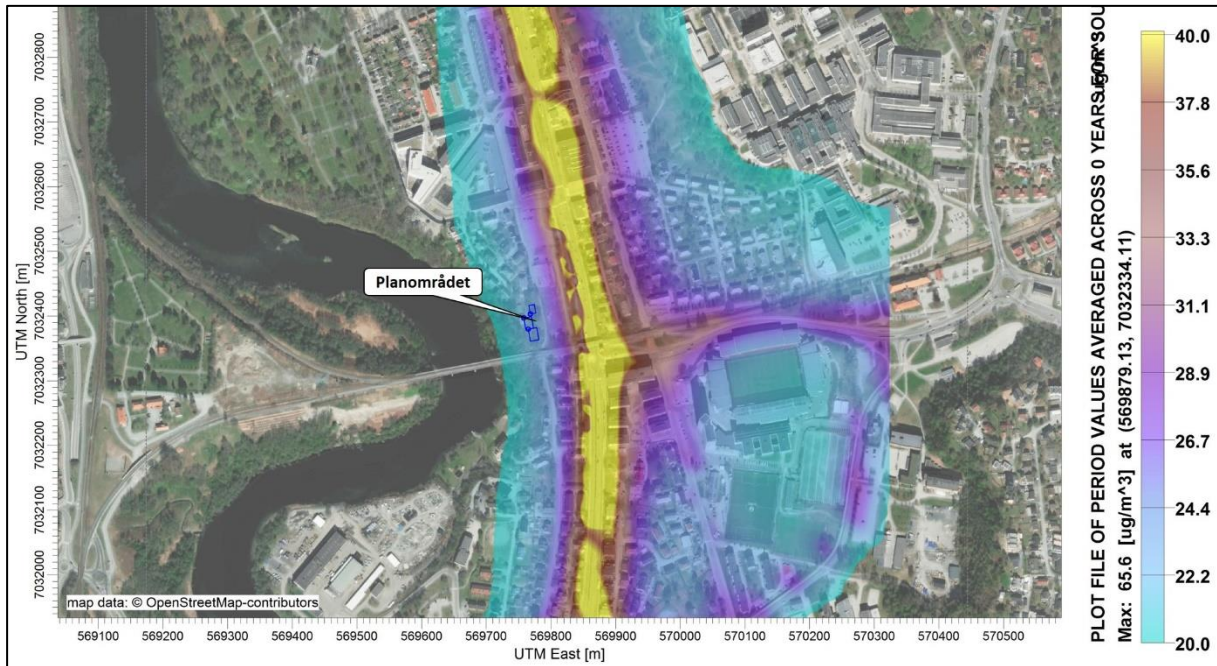 7032800
7032700
7032600
7032500
7032400
7032300
7032200
7032100
7032000
UTM North [m]
Planområdet
map data: © OpenStreetMap-contributors
569100 569200 569300 569400 569500 569600 569700 569800 569900 570000 570100 570200 570300 570400 570500
UTM East [m]
PLOT FILE OF PERIOD VALUES AVERAGED ACROSS 0 YEARS FOR SOU
Max: 65.6 [ug/m^3] at (569879.13, 7032334.11)
40.0
37.8
35.6
33.3
31.1
28.9
26.7
24.4
22.2
20.0